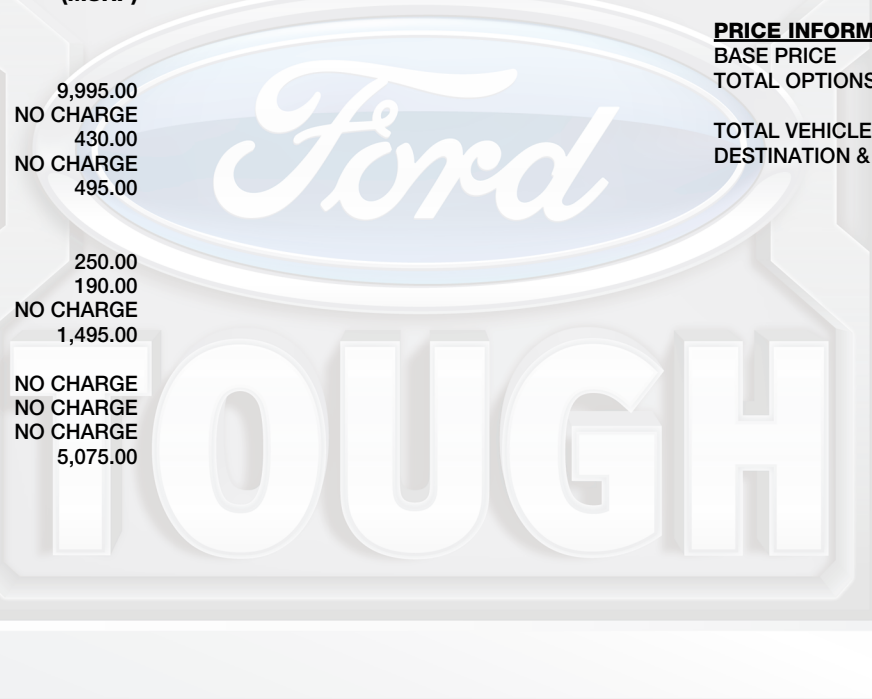 9,995.00
NO CHARGE
430.00
NO CHARGE
495.00
250.00
190.00
NO CHARGE
1,495.00
NO CHARGE
NO CHARGE
NO CHARGE
5,075.00
PRICE INFORM
BASE PRICE
TOTAL OPTIONS
TOTAL VEHICLE
DESTINATION &
Ford
TOUGH